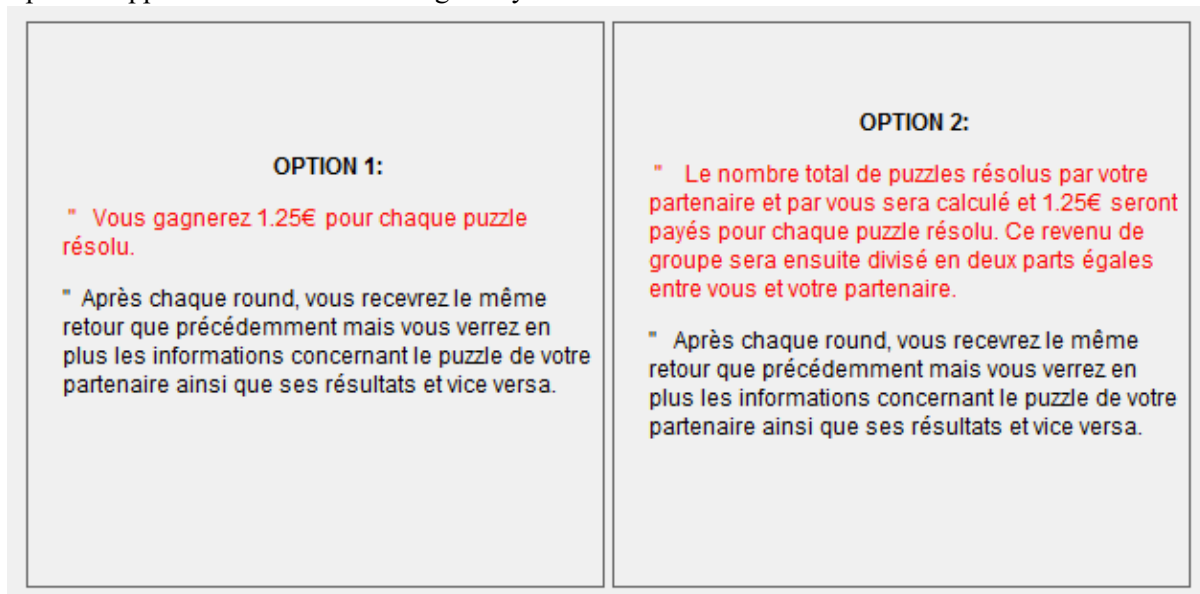 OPTION 1:
" Vous gagnerez 1.25€ pour chaque puzzle
résolu.
" Après chaque round, vous recevrez le même
retour que précédemment mais vous verrez en
plus les informations concernant le puzzle de votre
partenaire ainsi que ses résultats et vice versa.
OPTION 2:
" Le nombre total de puzzles résolus par votre
partenaire et par vous sera calculé et 1.25€ seront
payés pour chaque puzzle résolu. Ce revenu de
groupe sera ensuite divisé en deux parts égales
entre vous et votre partenaire.
" Après chaque round, vous recevrez le même
retour que précédemment mais vous verrez en
plus les informations concernant le puzzle de votre
partenaire ainsi que ses résultats et vice versa.